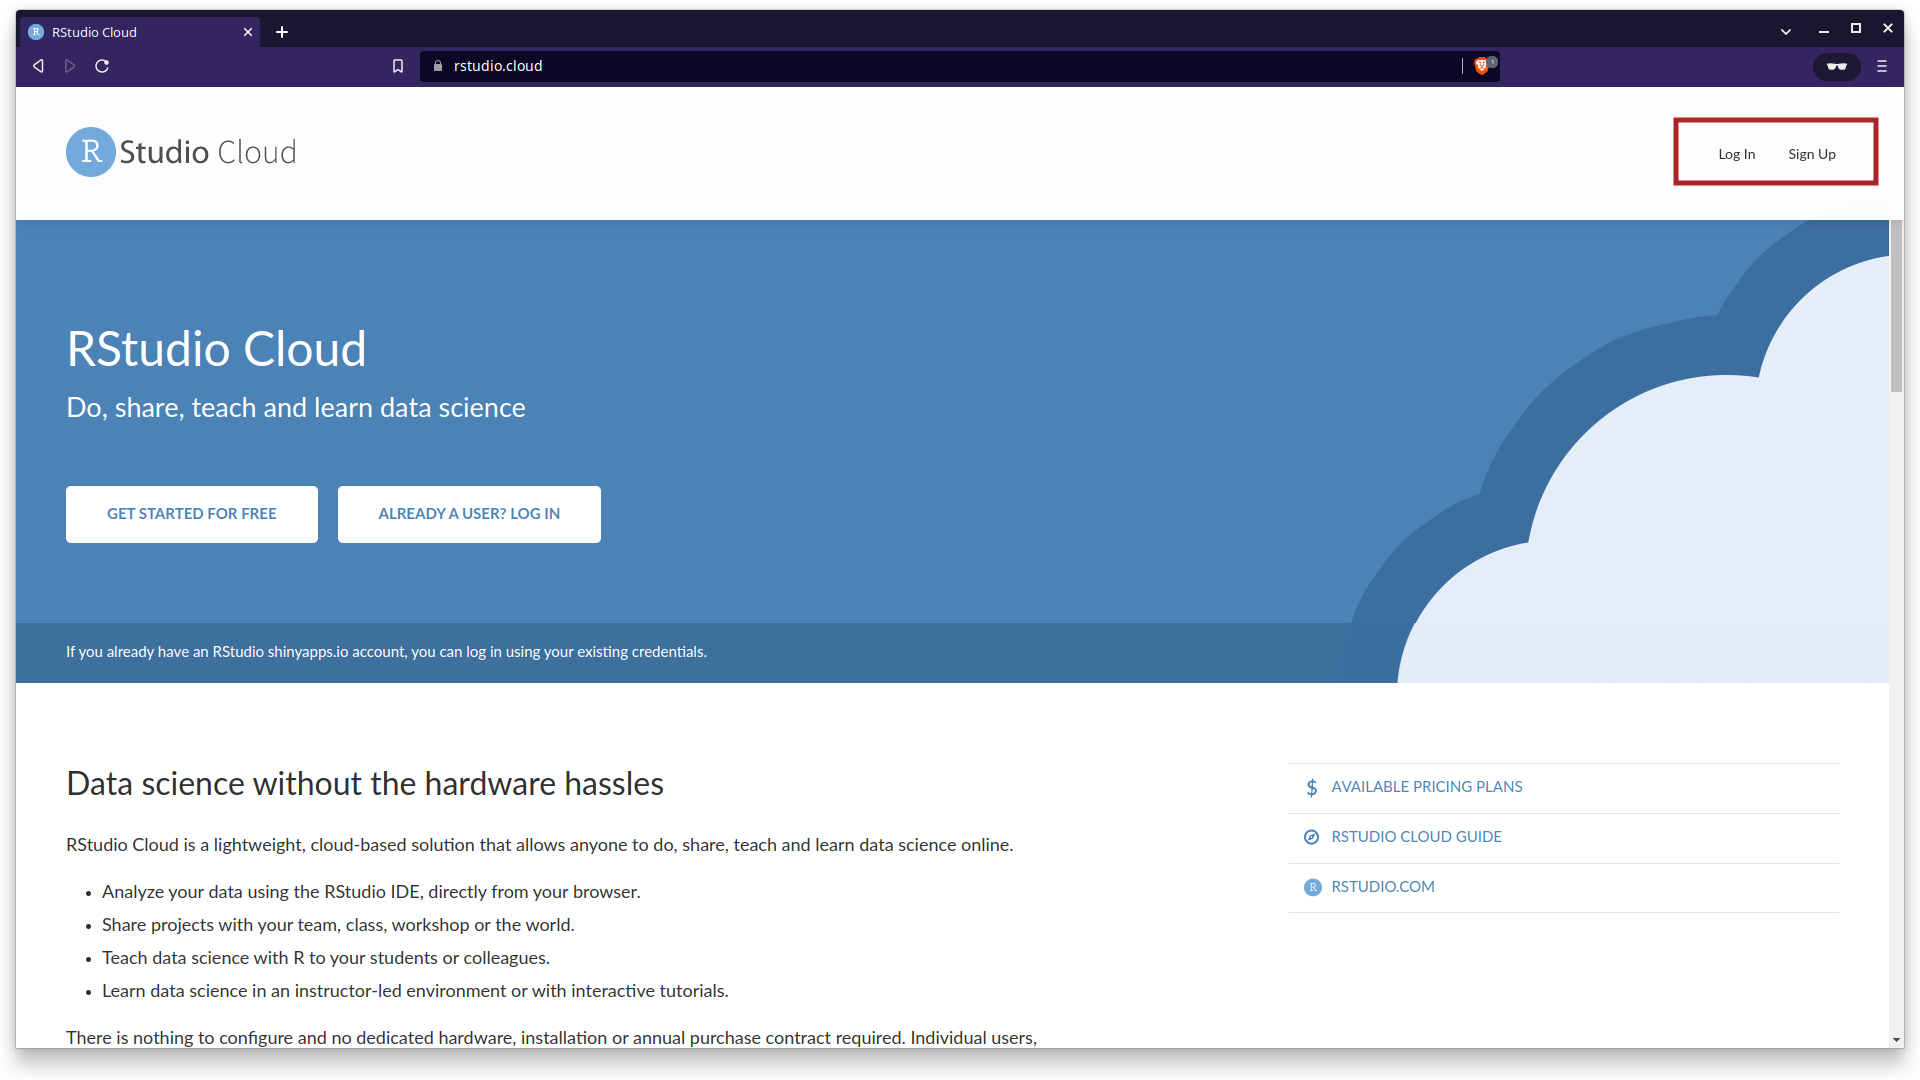 R RStudio Cloud
rstudio.cloud
1
R Studio Cloud
Log In Sign Up
RStudio Cloud
Do, share, teach and learn data science
GET STARTED FOR FREE ALREADY A USER? LOG IN
If you already have an RStudio shinyapps.io account, you can log in using your existing credentials.
Data science without the hardware hassles
RStudio Cloud is a lightweight, cloud-based solution that allows anyone to do, share, teach and learn data science online.
• Analyze your data using the RStudio IDE, directly from your browser.
• Share projects with your team, class, workshop or the world.
• Teach data science with R to your students or colleagues.
• Learn data science in an instructor-led environment or with interactive tutorials.
There is nothing to configure and no dedicated hardware, installation or annual purchase contract required. Individual users,
$ AVAILABLE PRICING PLANS
RSTUDIO CLOUD GUIDE
R RSTUDIO.COM